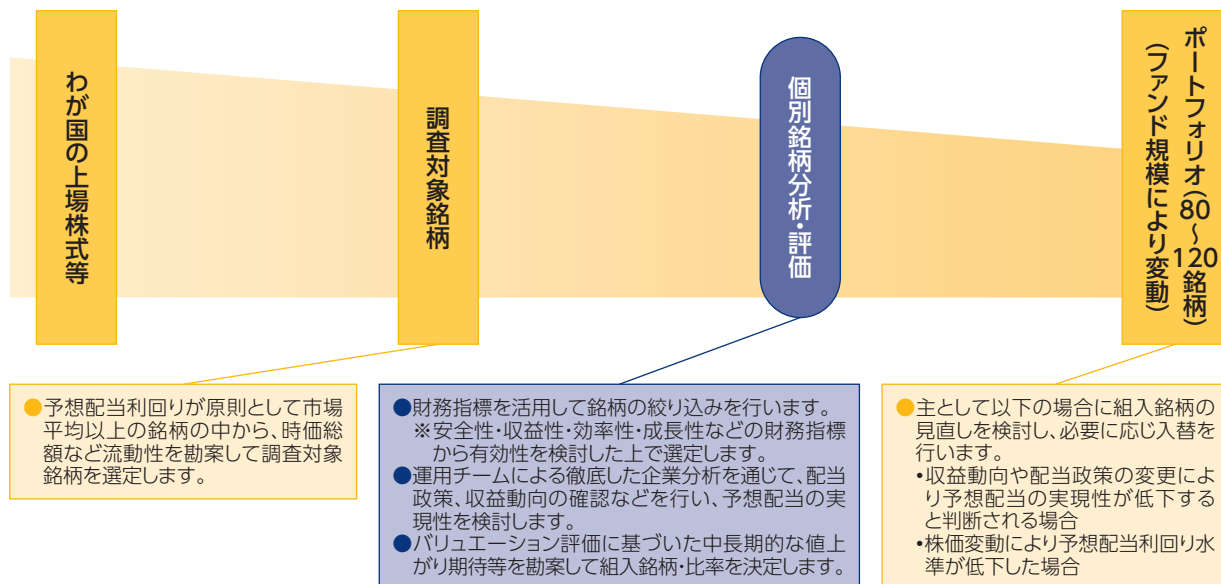 わが国の上場株式等
調査対象銘柄
個別銘柄分析・評価
ポートフォリオ(80~120銘柄)
(ファンド規模により変動)
●予想配当利回りが原則として市場
平均以上の銘柄の中から、時価総
額など流動性を勘案して調査対象
銘柄を選定します。
●財務指標を活用して銘柄の絞り込みを行います。
※安全性・収益性・効率性・成長性などの財務指標
から有効性を検討した上で選定します。
●運用チームによる徹底した企業分析を通じて、配当
政策、収益動向の確認などを行い、予想配当の実
現性を検討します。
●バリュエーション評価に基づいた中長期的な値上
がり期待等を勘案して組入銘柄・比率を決定します。
●主として以下の場合に組入銘柄の
見直しを検討し、必要に応じ入替を
行います。
•収益動向や配当政策の変更によ
り予想配当の実現性が低下する
と判断される場合
•株価変動により予想配当利回り水
準が低下した場合